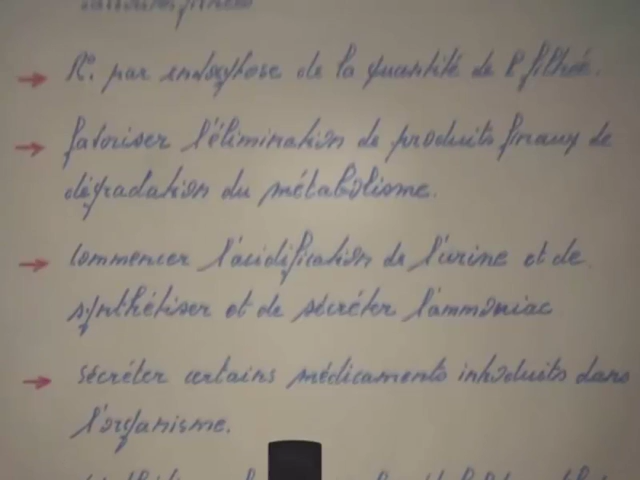 → R°. par endocytose de la quantité de P filtrée.
→ favoriser l'élimination de produits finaux de
dégradation du métabolisme.
→ commencer l'acidification de l'urine et de
synthétiser et de sécréter l'ammoniac
→ sécréter certains médicaments introduits dans
l'organisme.